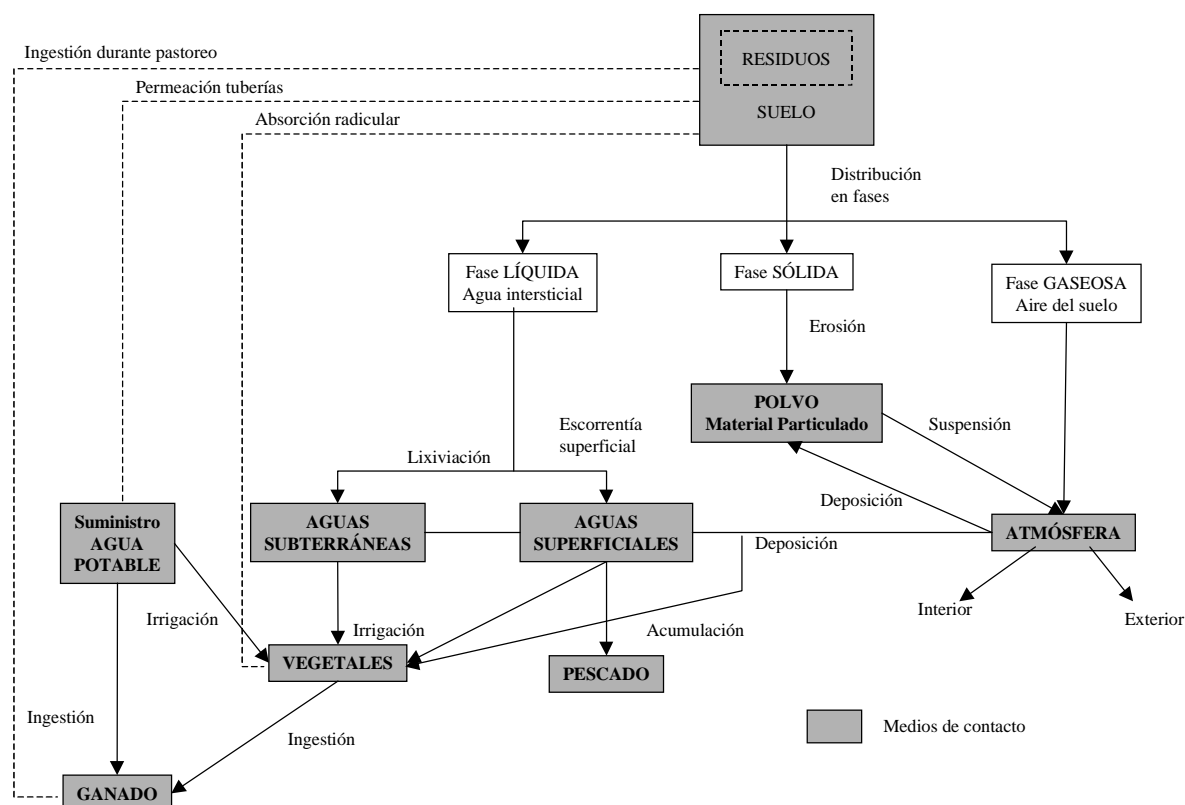 Ingestión durante pastoreo
RESIDUOS
Permeación tuberías
SUELO
Absorción radicular
Distribución
en fases
Fase LÍQUIDA
Agua intersticial
Fase SÓLIDA
Fase GASEOSA
Aire del suelo
Erosión
POLVO
Material Particulado
Suspensión
Escorrentía
superficial
Lixiviación
Deposición
Suministro
AGUA
POTABLE
AGUAS
SUBTERRÁNEAS
AGUAS
SUPERFICIALES
Deposición
ATMÓSFERA
Interior
Exterior
Irrigación
Irrigación
Acumulación
VEGETALES
PESCADO
Ingestión
Ingestión
Medios de contacto
GANADO